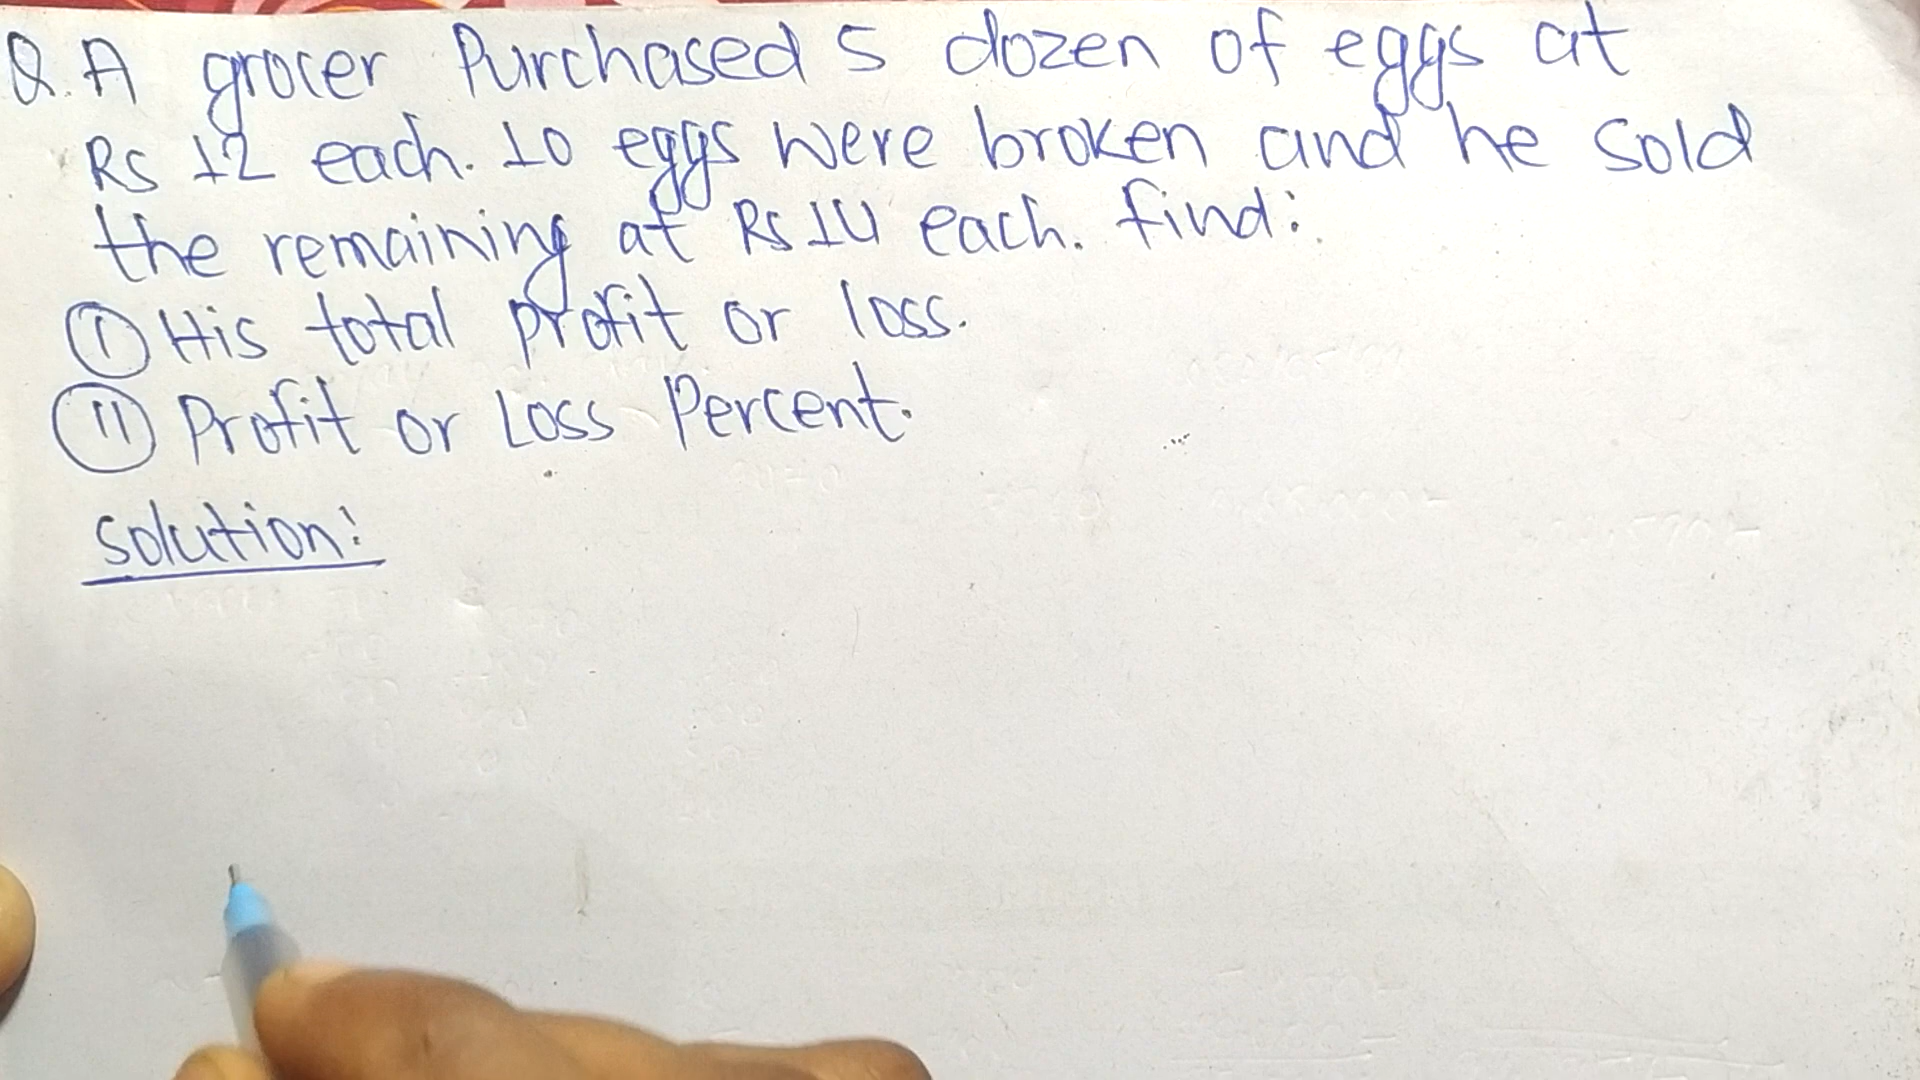 Q. A grocer Purchased 5 dozen of eggs at
Rs 12 each. 10 eggs were broken and he sold
the remaining at Rs 14 each. find:
(I) His total profit or loss.
(II) Profit or Loss Percent.
Solution: